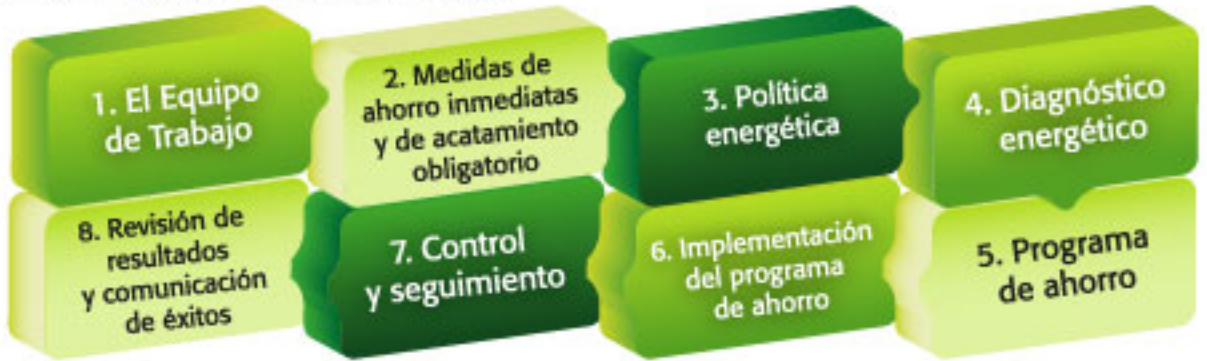 1. El Equipo
de Trabajo
2. Medidas de
ahorro inmediatas
y de acatamiento
obligatorio
3. Política
energética
4. Diagnóstico
energético
5. Programa
de ahorro
6. Implementación
del programa
de ahorro
7. Control
y seguimiento
8. Revisión de
resultados
y comunicación
de éxitos